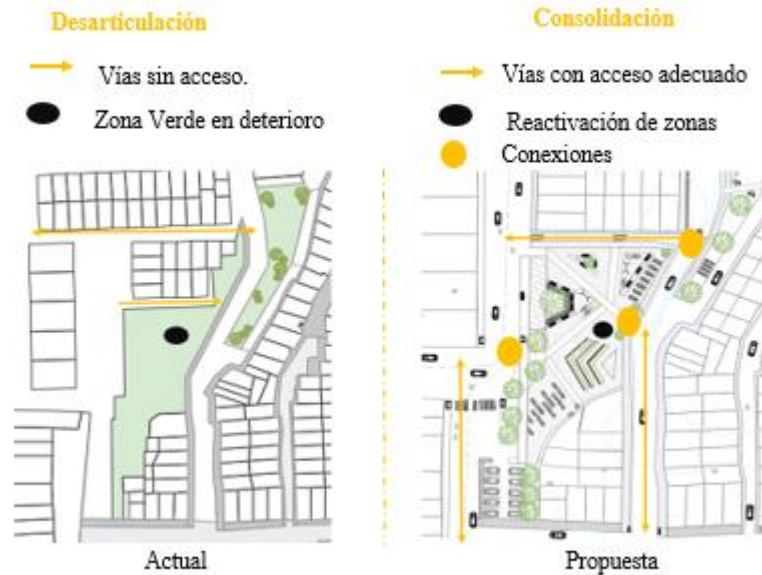 Desarticulación
Vías sin acceso.
Zona Verde en deterioro
Actual
Consolidación
Vías con acceso adecuado
Reactivación de zonas
Conexiones
Propuesta